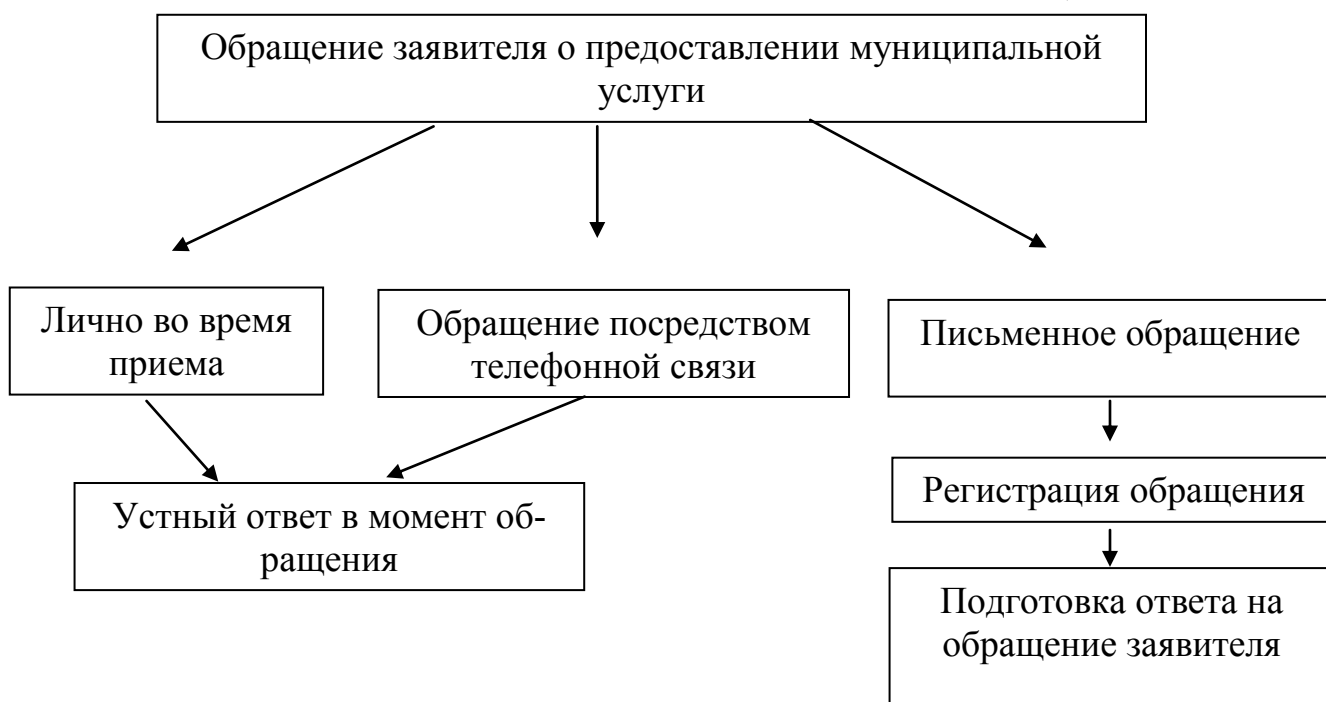 Обращение заявителя о предоставлении муниципальной
услуги
Лично во время
приема
Обращение посредством
телефонной связи
Письменное обращение
Устный ответ в момент об-
ращения
Регистрация обращения
Подготовка ответа на
обращение заявителя